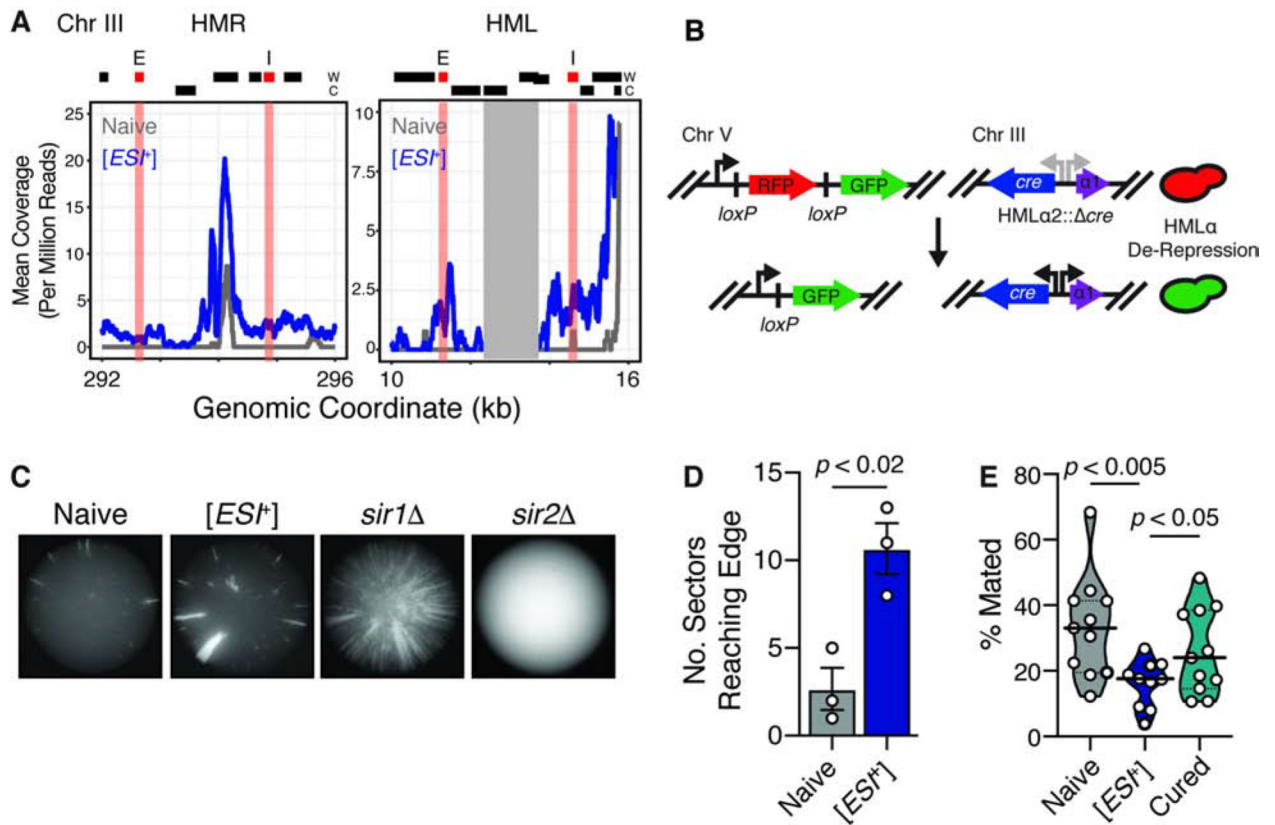 A
Chr III
HMR
HML
E
I
E
I
W
C
W
C
Mean Coverage
(Per Million Reads)
25
20
15
10
5
0
Naive
[ESI+]
10
7.5
5
2.5
0
Naive
[ESI+]
292
296
10
16
Genomic Coordinate (kb)
B
Chr V
Chr III
RFP
GFP
cre
α1
loxP
loxP
HMLα2::Δcre
HMLα
De-Repression
GFP
cre
α1
loxP
C
Naive
[ESI+]
sir1Δ
sir2Δ
D
No. Sectors
Reaching Edge
15
10
5
0
p < 0.02
Naive
[ESI+]
E
% Mated
80
60
40
20
0
p < 0.005
p < 0.05
Naive
[ESI+]
Cured